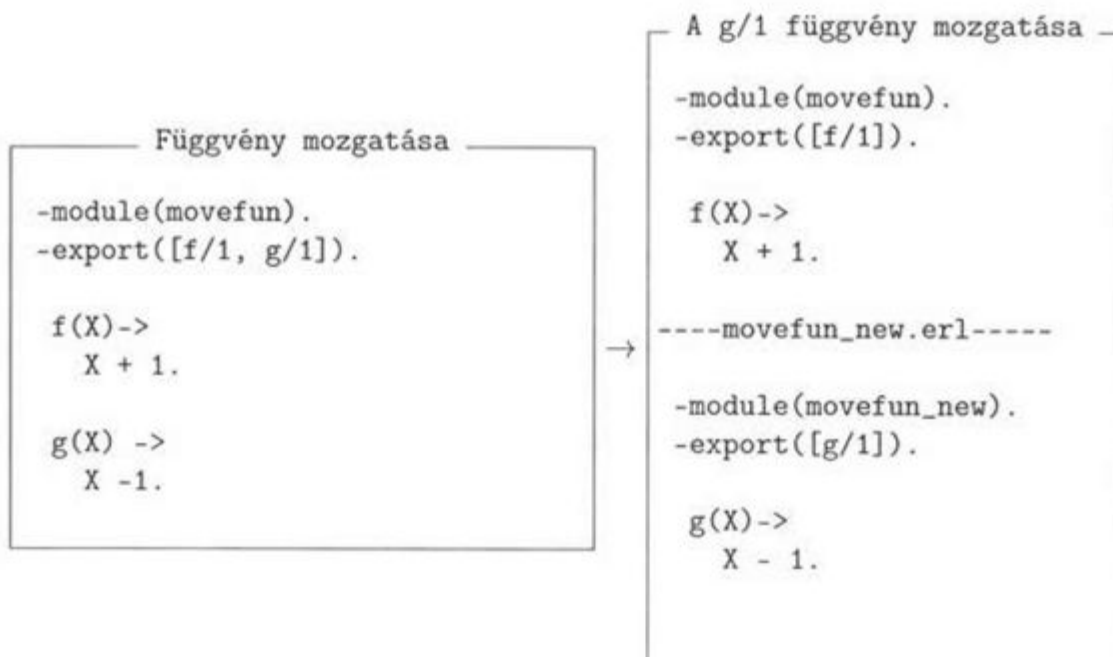 Függvény mozgatása
-module(movefun).
-export([f/1, g/1]).
f(X)->
X + 1.
g(X) ->
X -1.
→
A g/1 függvény mozgatása
-module(movefun).
-export([f/1]).
f(X)->
X + 1.
----movefun_new.erl-----
-module(movefun_new).
-export([g/1]).
g(X)->
X - 1.